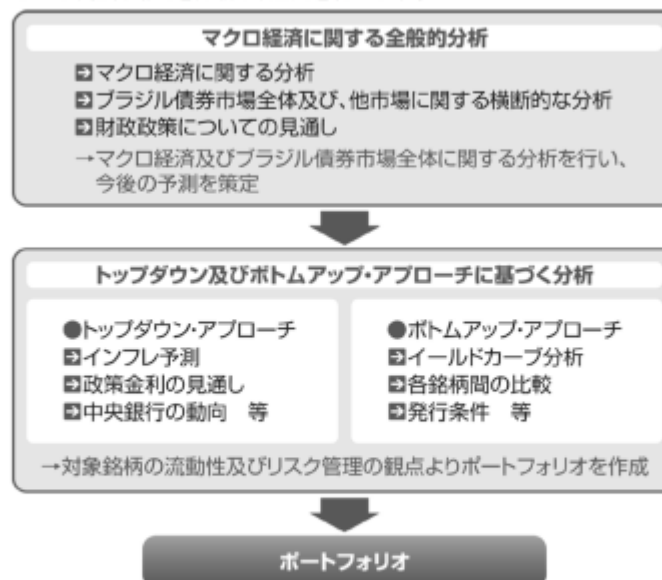 マクロ経済に関する全般的分析
マクロ経済に関する分析
ブラジル債券市場全体及び、他市場に関する横断的な分析
財政政策についての見通し
→マクロ経済及びブラジル債券市場全体に関する分析を行い、
今後の予測を策定
トップダウン及びボトムアップ・アプローチに基づく分析
●トップダウン・アプローチ
インフレ予測
政策金利の見通し
中央銀行の動向　等
●ボトムアップ・アプローチ
イールドカーブ分析
各銘柄間の比較
発行条件　等
→対象銘柄の流動性及びリスク管理の観点よりポートフォリオを作成
ポートフォリオ